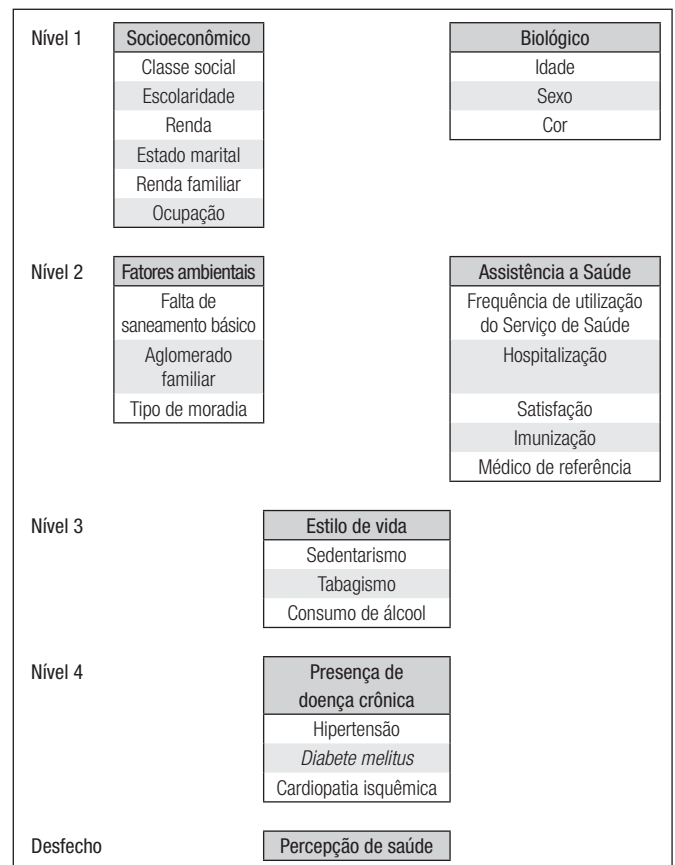 Nível 1
Socioeconômico
Classe social
Escolaridade
Renda
Estado marital
Renda familiar
Ocupação
Biológico
Idade
Sexo
Cor
Nível 2
Fatores ambientais
Falta de
saneamento básico
Aglomerado
familiar
Tipo de moradia
Assistência a Saúde
Frequência de utilização
do Serviço de Saúde
Hospitalização
Satisfação
Imunização
Médico de referência
Nível 3
Estilo de vida
Sedentarismo
Tabagismo
Consumo de álcool
Nível 4
Presença de
doença crônica
Hipertensão
Diabete melitus
Cardiopatia isquêmica
Desfecho
Percepção de saúde